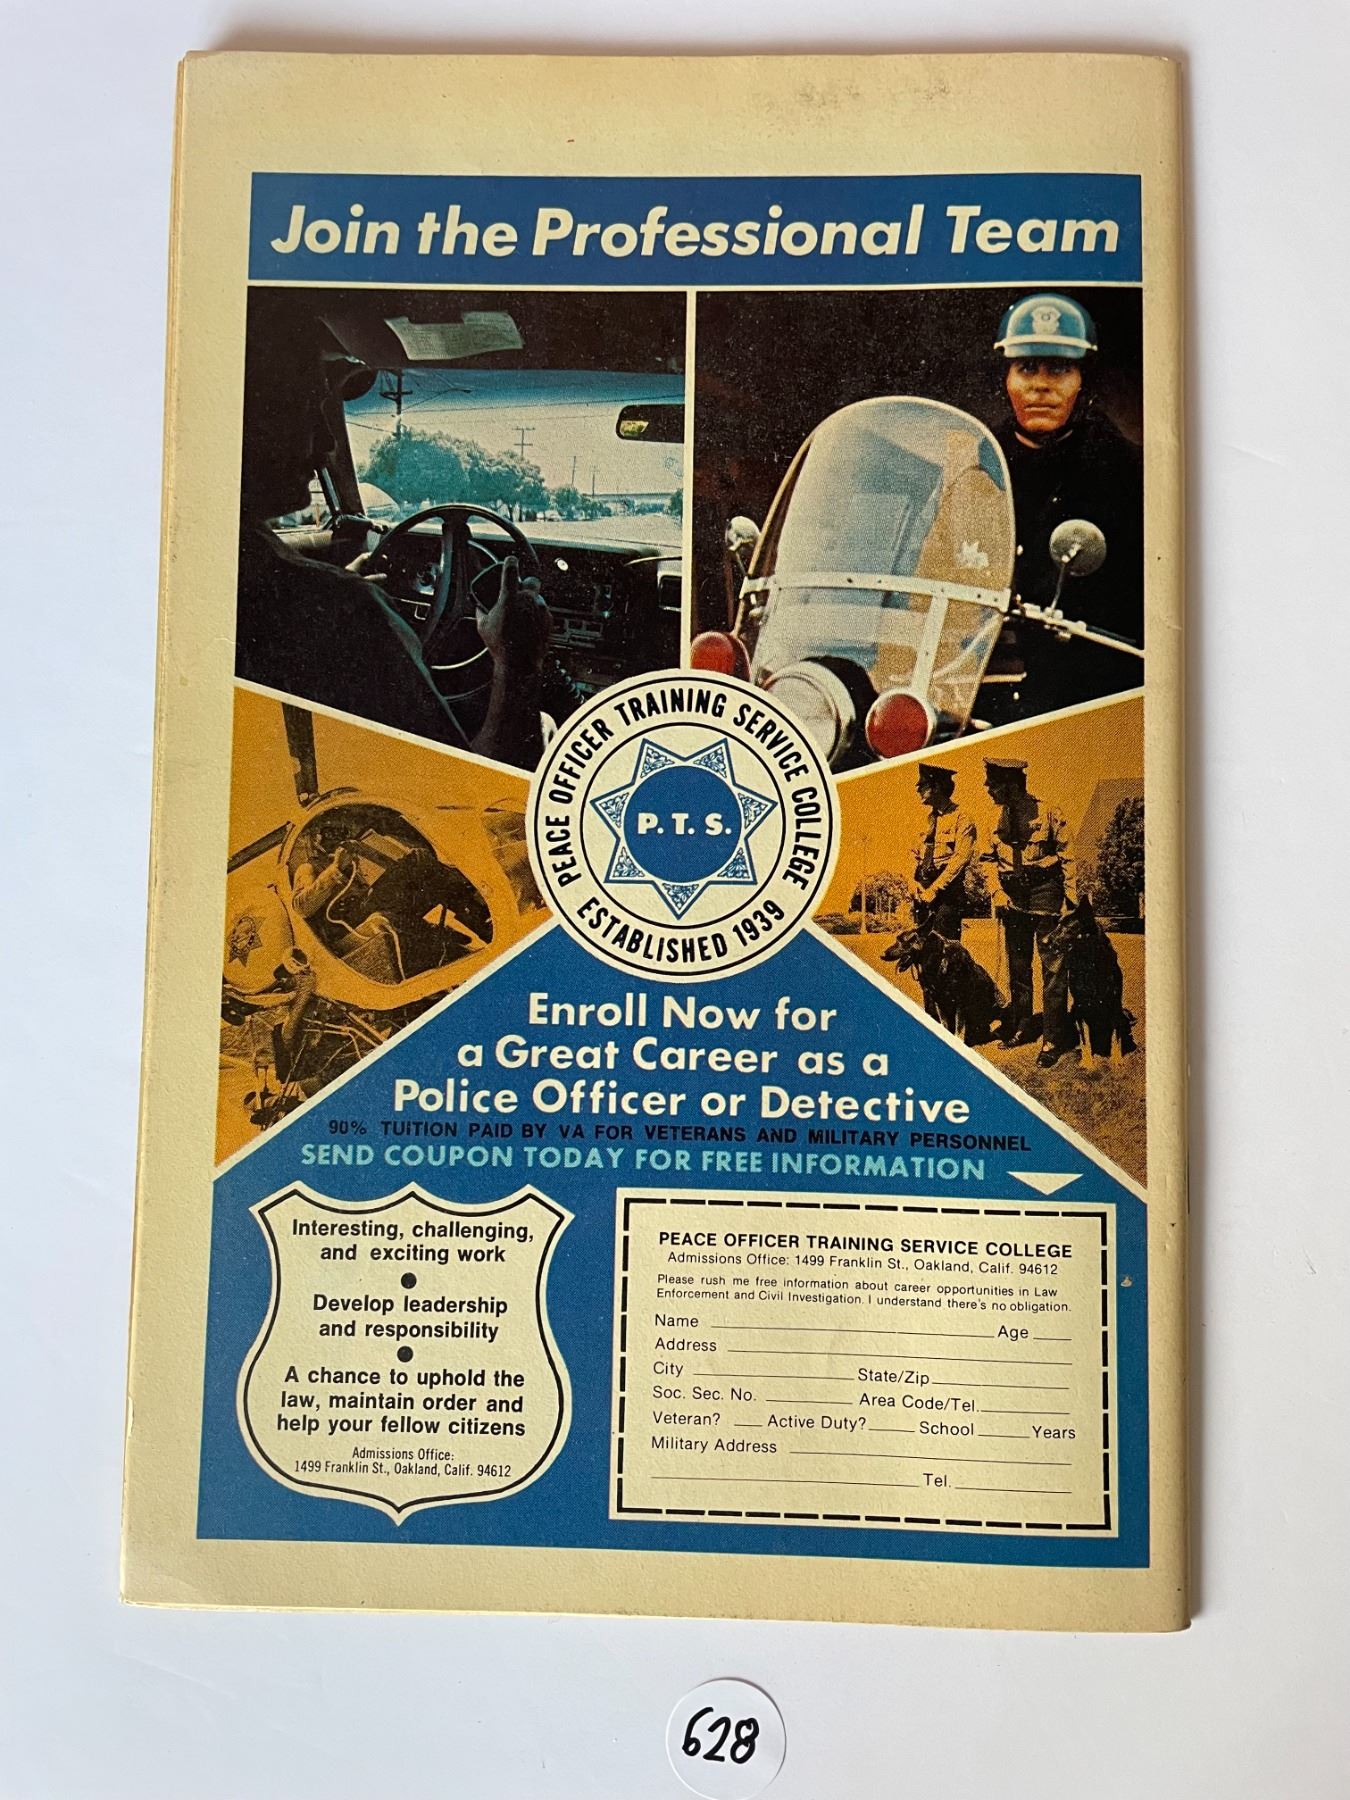 Join the Professional Team
PEACE OFFICER TRAINING SERVICE COLLEGE
P. T. S.
ESTABLISHED 1939
Enroll Now for
a Great Career as a
Police Officer or Detective
90% TUITION PAID BY VA FOR VETERANS AND MILITARY PERSONNEL
SEND COUPON TODAY FOR FREE INFORMATION
Interesting, challenging,
and exciting work
●
Develop leadership
and responsibility
●
A chance to uphold the
law, maintain order and
help your fellow citizens
Admissions Office:
1499 Franklin St., Oakland, Calif. 94612
PEACE OFFICER TRAINING SERVICE COLLEGE
Admissions Office: 1499 Franklin St., Oakland, Calif. 94612
Please rush me free information about career opportunities in Law
Enforcement and Civil Investigation. I understand there's no obligation.
Name Age
Address
City State/Zip
Soc. Sec. No. Area Code/Tel.
Veteran? Active Duty? School Years
Military Address
Tel.
628